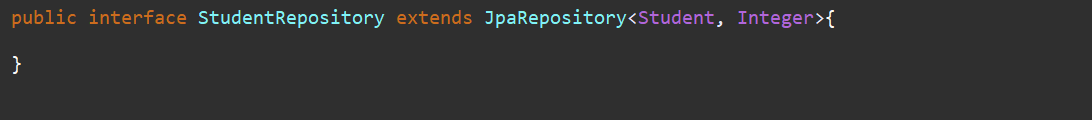 public interface StudentRepository extends JpaRepository<Student, Integer>{
}